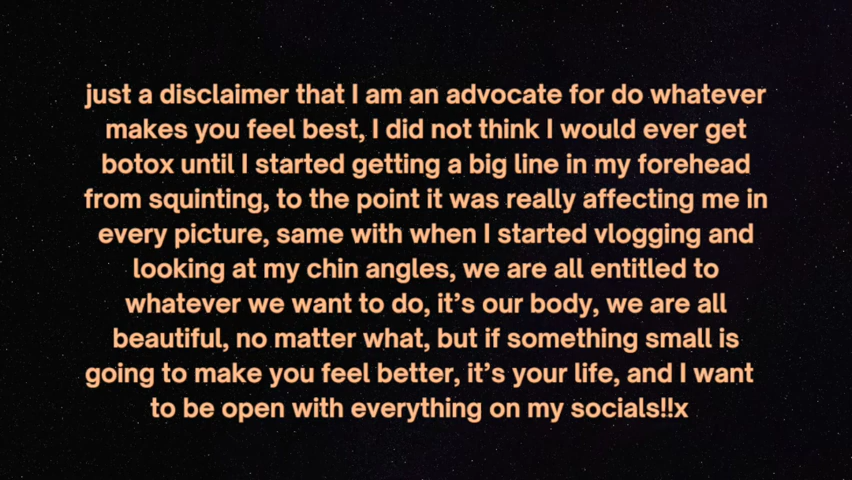 just a disclaimer that I am an advocate for do whatever
makes you feel best, I did not think I would ever get
botox until I started getting a big line in my forehead
from squinting, to the point it was really affecting me in
every picture, same with when I started vlogging and
looking at my chin angles, we are all entitled to
whatever we want to do, it’s our body, we are all
beautiful, no matter what, but if something small is
going to make you feel better, it’s your life, and I want
to be open with everything on my socials!!x